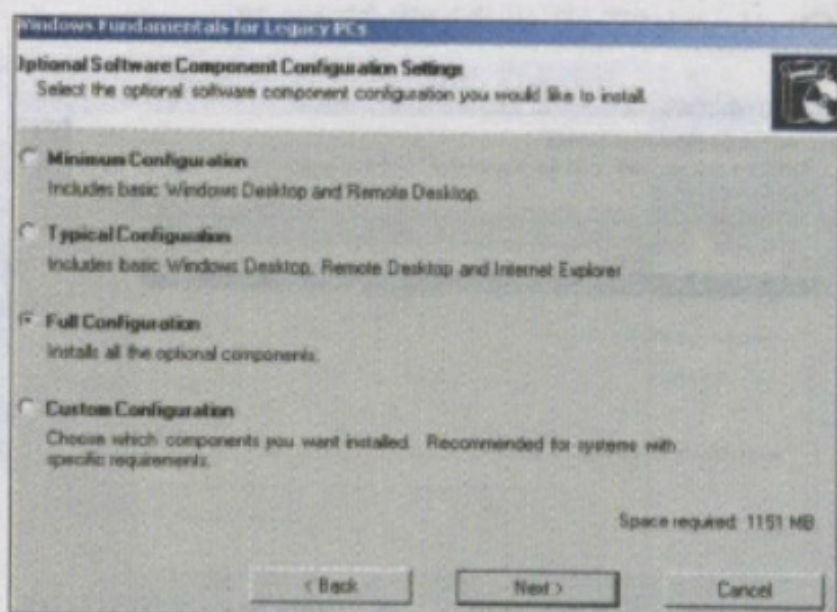 Windows Fundamentals for Legacy PCs
Optional Software Component Configuration Settings
Select the optional software component configuration you would like to install.
Minimum Configuration
Includes basic Windows Desktop and Remote Desktop.
Typical Configuration
Includes basic Windows Desktop, Remote Desktop and Internet Explorer
Full Configuration
Installs all the optional components.
Custom Configuration
Choose which components you want installed. Recommended for systems with
specific requirements.
Space required: 1151 MB
< Back
Next >
Cancel